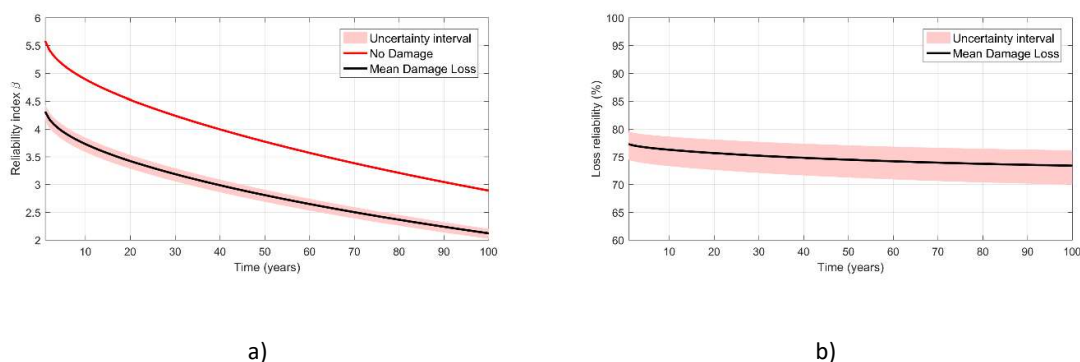 6
5.5
5
4.5
4
3.5
3
2.5
2
Reliability index β
10 20 30 40 50 60 70 80 90 100
Time (years)
Uncertainty interval
No Damage
Mean Damage Loss
a)
100
95
90
85
80
75
70
65
60
Loss reliability (%)
10 20 30 40 50 60 70 80 90 100
Time (years)
Uncertainty interval
Mean Damage Loss
b)